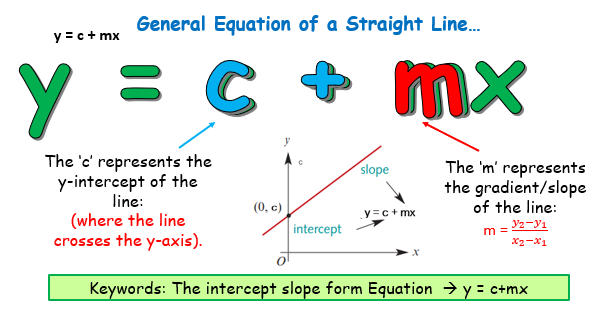 General Equation of a Straight Line...
y = c + mx
y = c + mx
The 'c' represents the
y-intercept of the
line:
(where the line
crosses the y-axis).
y
c
slope
(0, c)
y = c + mx
intercept
O
x
The 'm' represents
the gradient/slope
of the line:
m = y₂−y₁ / x₂−x₁
Keywords: The intercept slope form Equation → y = c+mx